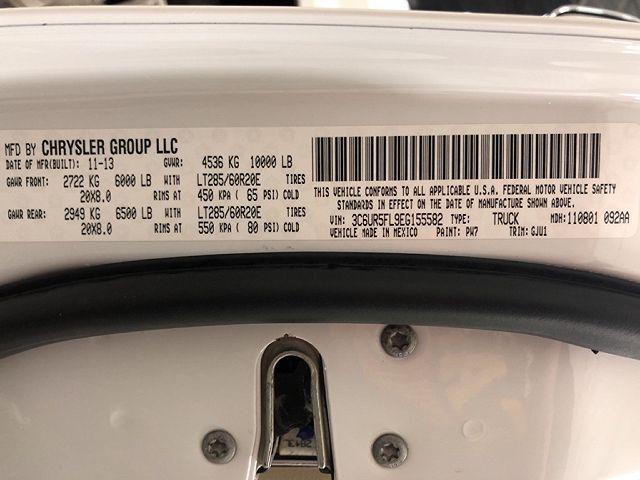 MFD BY CHRYSLER GROUP LLC
DATE OF MFR(BUILT): 11-13 GVWR: 4536 KG 10000 LB
GAWR FRONT: 2722 KG 6000 LB WITH LT285/60R20E TIRES
20X8.0 RIMS AT 450 KPA ( 65 PSI) COLD
GAWR REAR: 2949 KG 6500 LB WITH LT285/60R20E TIRES
20X8.0 RIMS AT 550 KPA ( 80 PSI) COLD
THIS VEHICLE CONFORMS TO ALL APPLICABLE U.S.A. FEDERAL MOTOR VEHICLE SAFETY
STANDARDS IN EFFECT ON THE DATE OF MANUFACTURE SHOWN ABOVE.
VIN: 3C6UR5FL9EG155582 TYPE: TRUCK MDH: 110801 092AA
VEHICLE MADE IN MEXICO PAINT: PW7 TRIM: GJU1